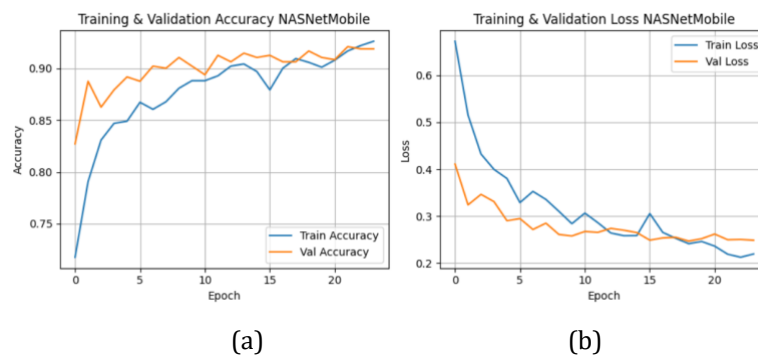 Training & Validation Accuracy NASNetMobile
0.90
0.85
0.80
0.75
Accuracy
Train Accuracy
Val Accuracy
0
5
10
15
20
Epoch
(a)
Training & Validation Loss NASNetMobile
Train Loss
Val Loss
0.6
0.5
0.4
0.3
0.2
Loss
0
5
10
15
20
Epoch
(b)